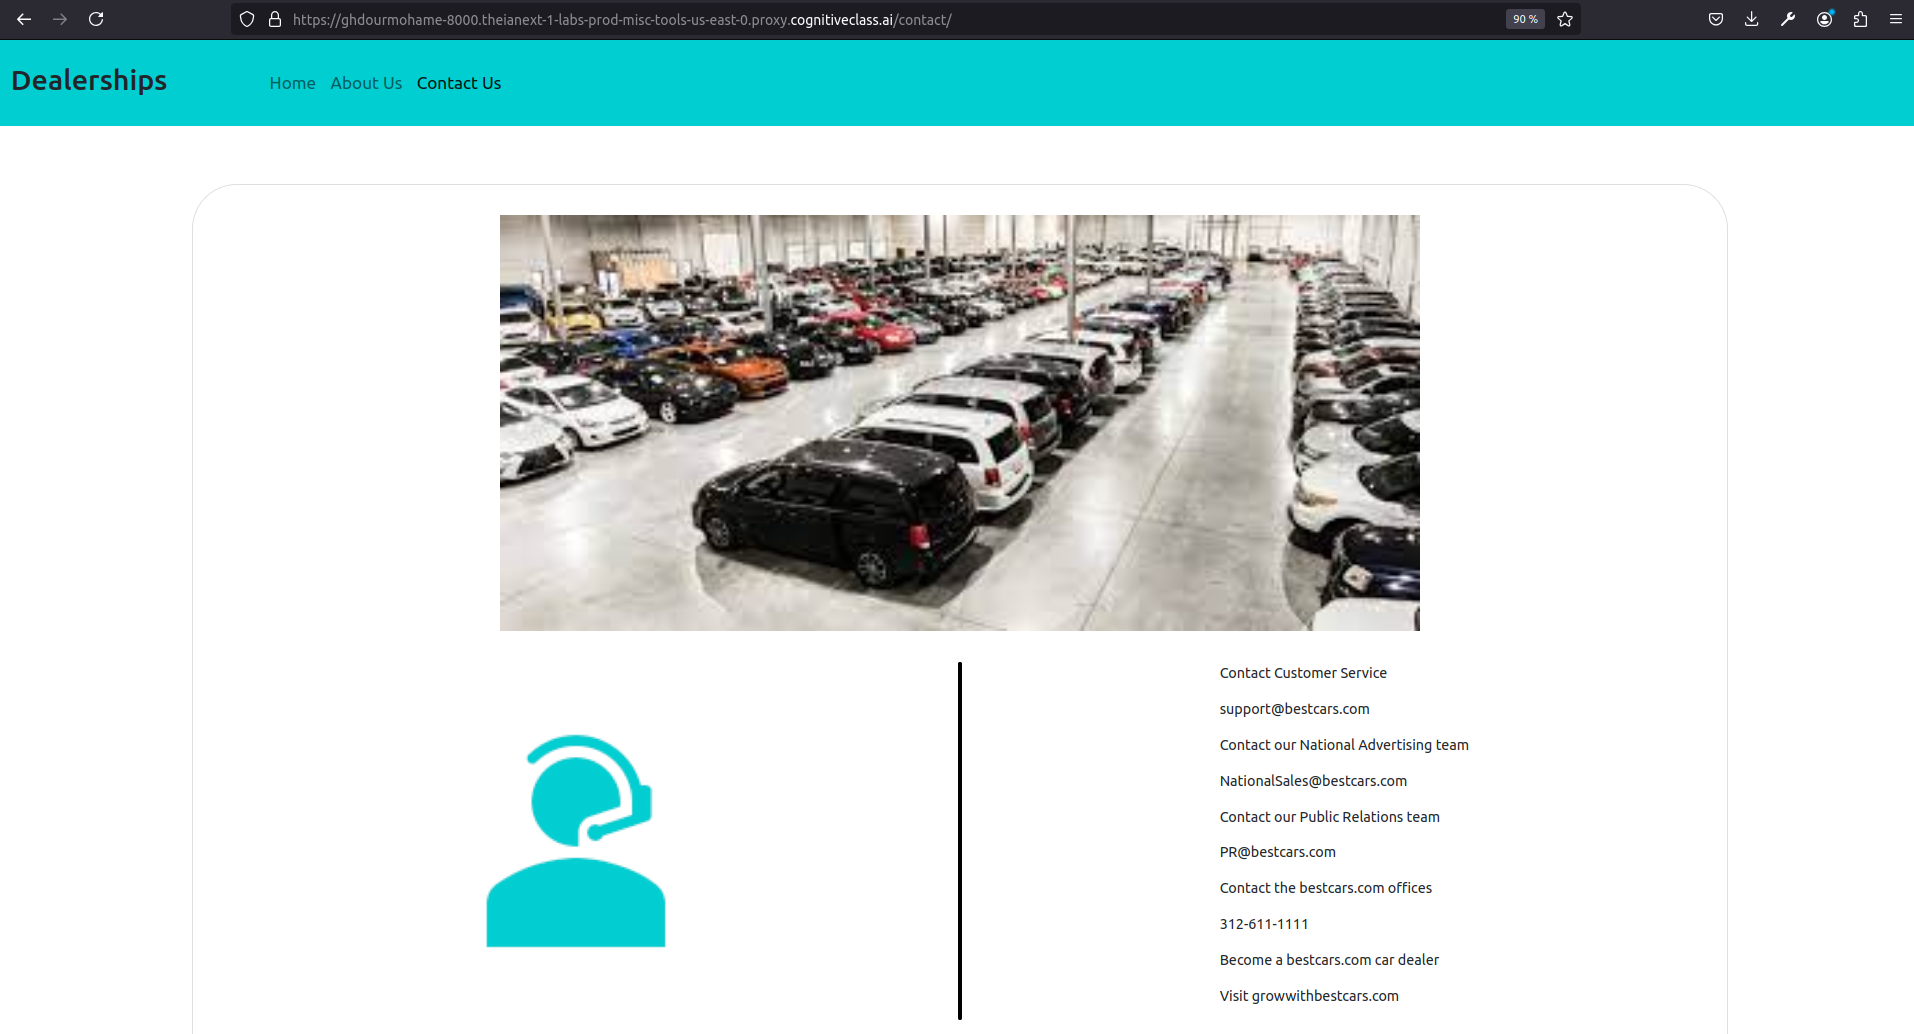 https://ghdourmohame-8000.theianext-1-labs-prod-misc-tools-us-east-0.proxy.cognitiveclass.ai/contact/
90 %
Dealerships
Home
About Us
Contact Us
Contact Customer Service
support@bestcars.com
Contact our National Advertising team
NationalSales@bestcars.com
Contact our Public Relations team
PR@bestcars.com
Contact the bestcars.com offices
312-611-1111
Become a bestcars.com car dealer
Visit growwithbestcars.com